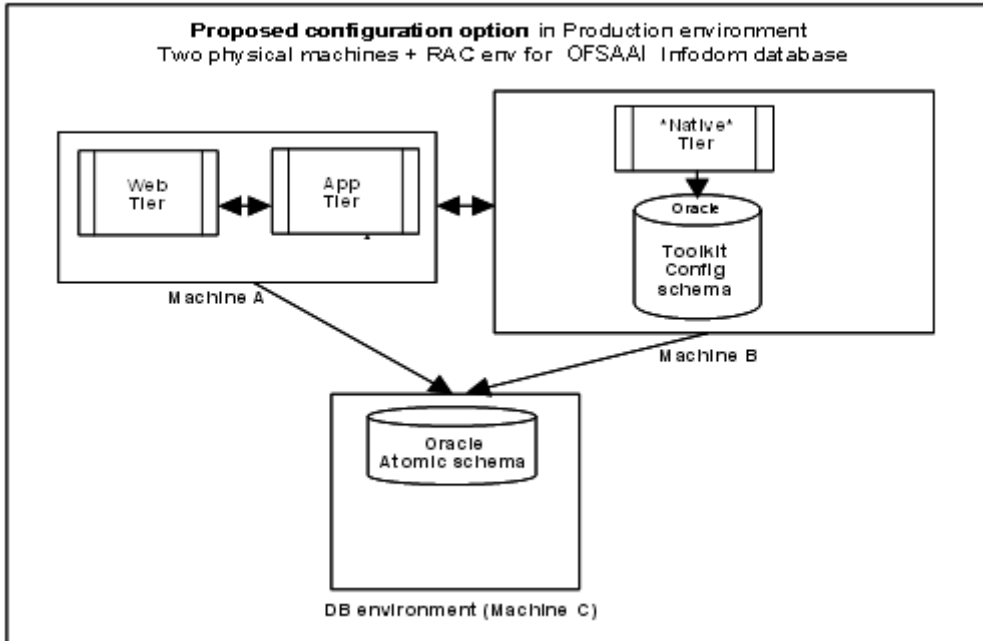 Proposed configuration option in Production environment
Two physical machines + RAC env for OFSAAI Infodom database
Web
Tier
App
Tier
Machine A
*Native*
Tier
Oracle
Toolkit
Config
schema
Machine B
Oracle
Atomic schema
DB environment (Machine C)